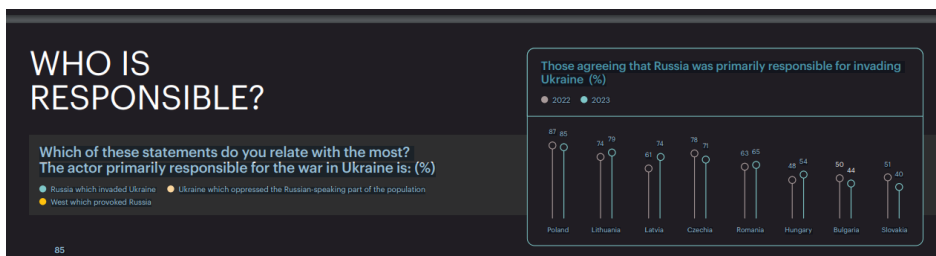 WHO IS
RESPONSIBLE?
Which of these statements do you relate with the most?
The actor primarily responsible for the war in Ukraine is: (%)
Russia which invaded Ukraine Ukraine which oppressed the Russian-speaking part of the population
West which provoked Russia
85
Those agreeing that Russia was primarily responsible for invading
Ukraine (%)
2022 2023
87 85 74 79 61 74 78 71 63 65 48 54 50 44 51 40
Poland Lithuania Latvia Czechia Romania Hungary Bulgaria Slovakia